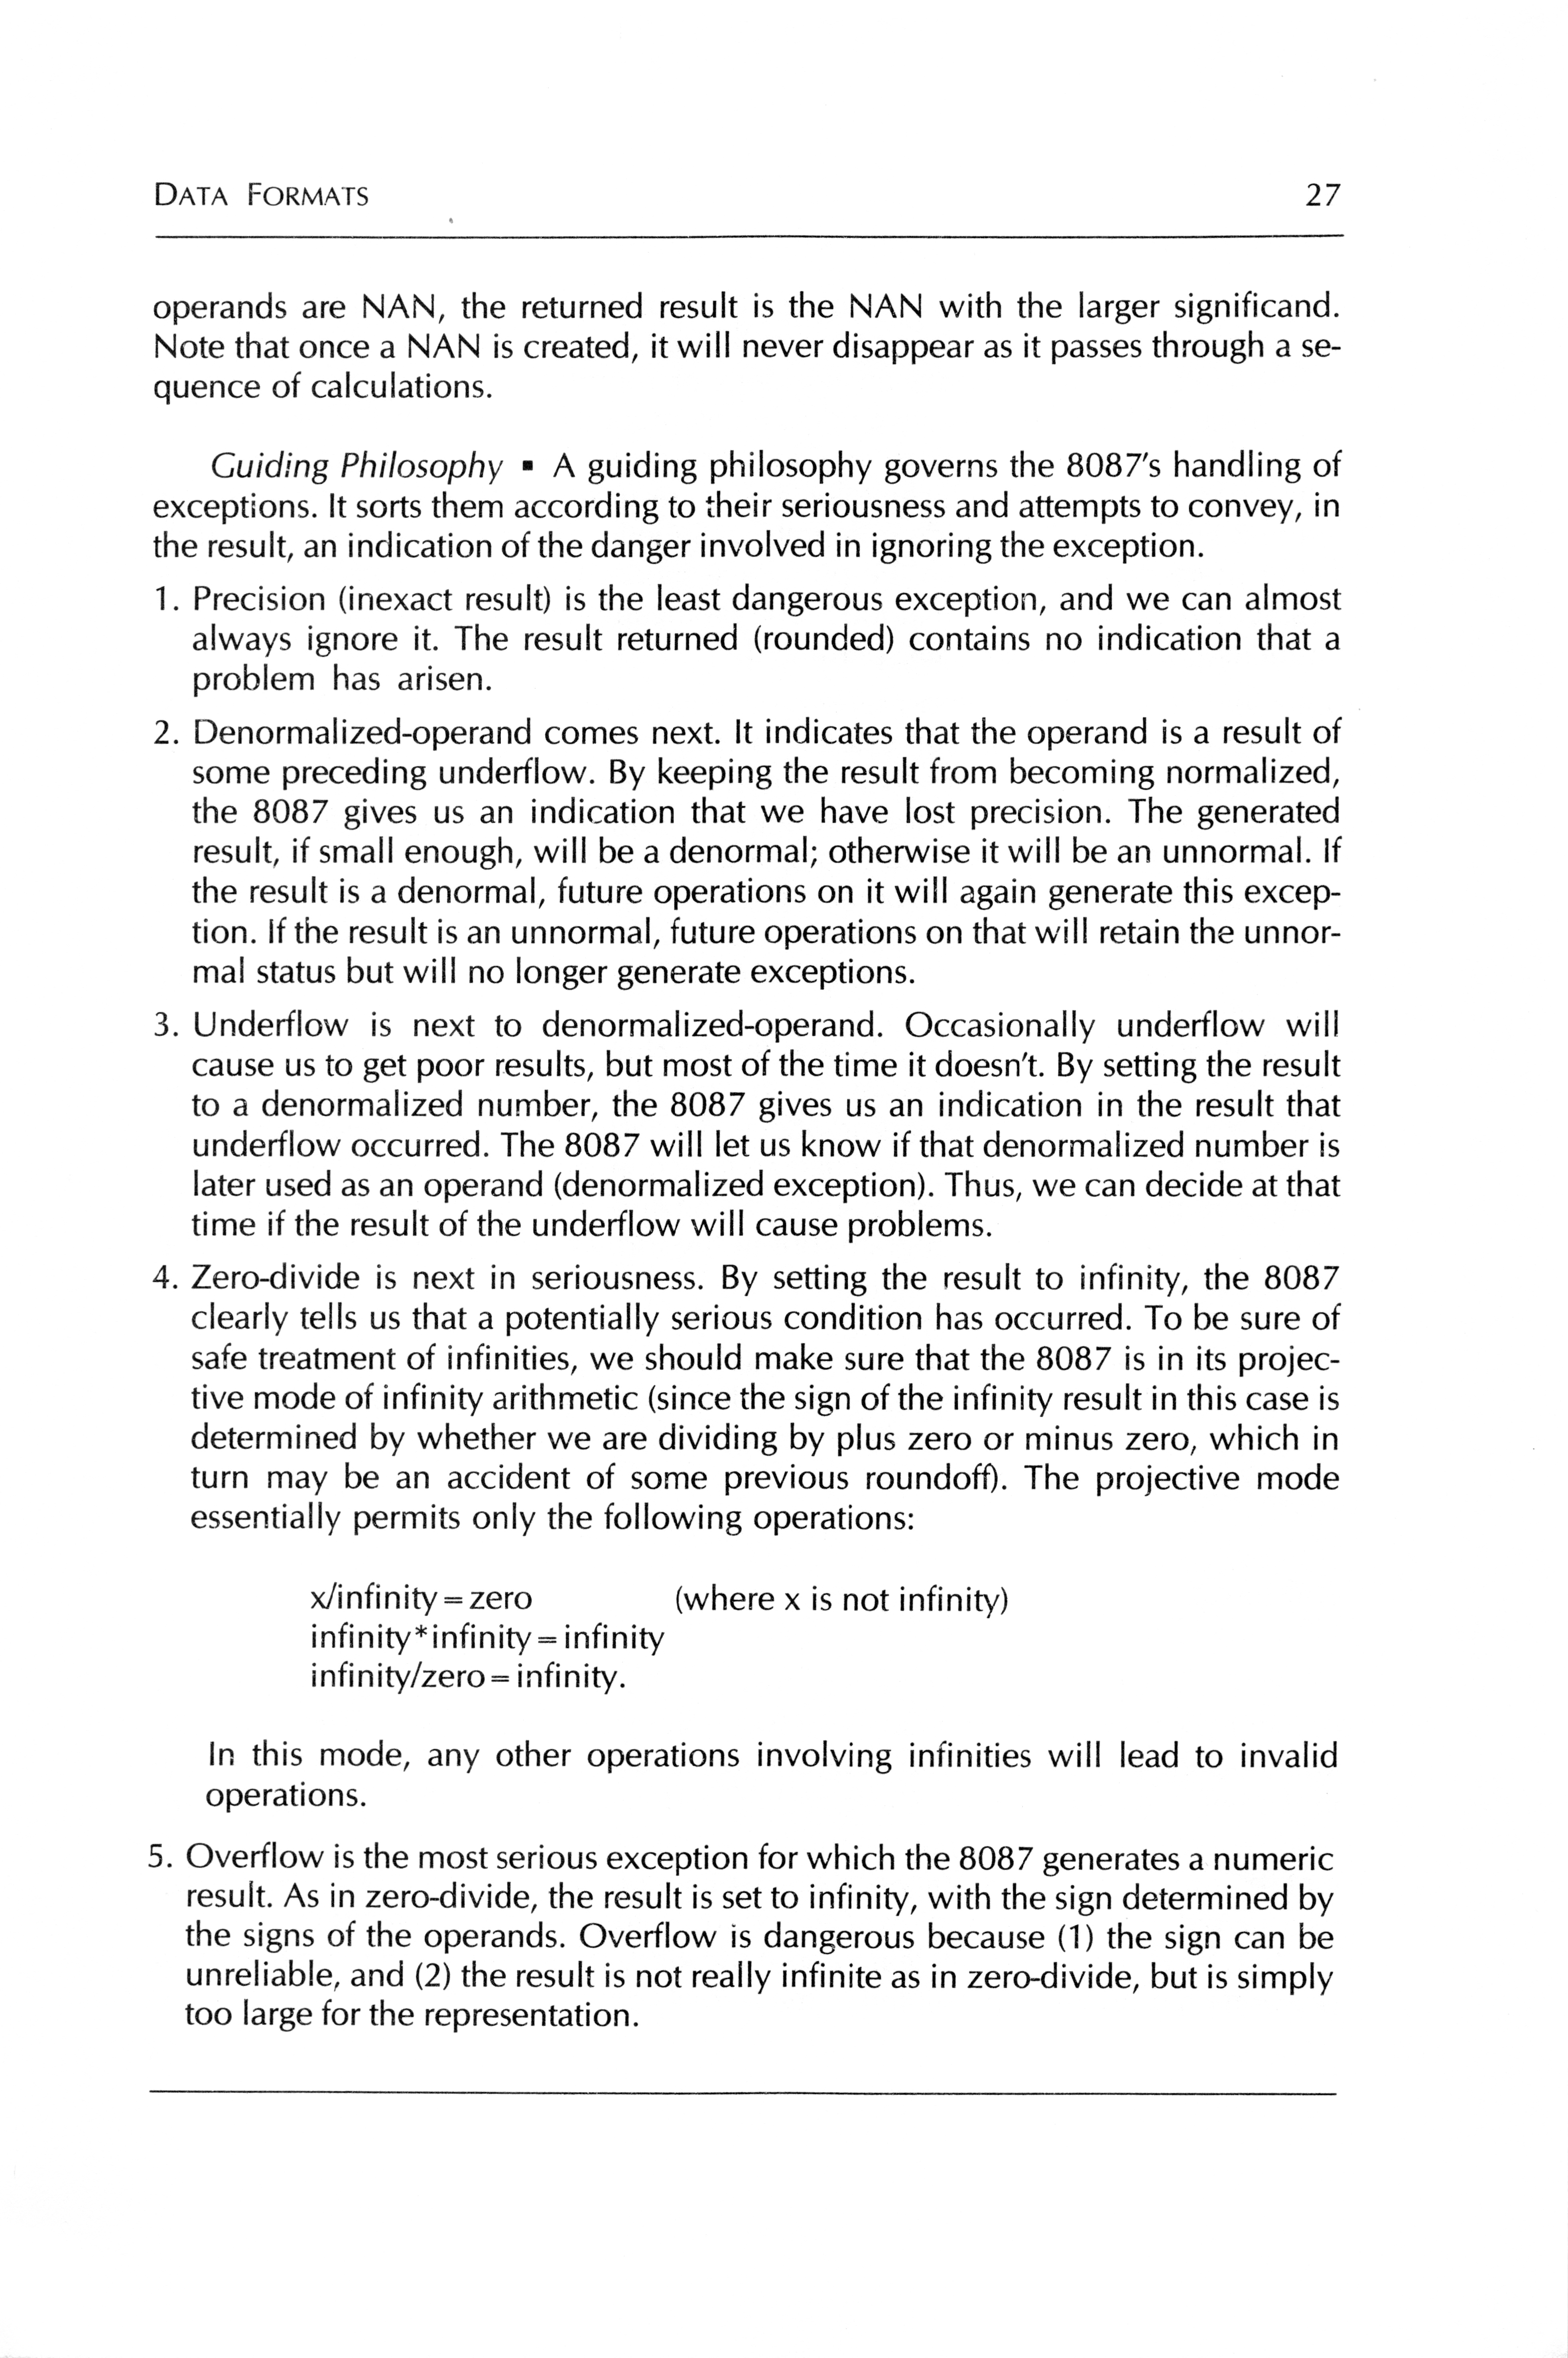 DATA FORMATS 27
operands are NAN, the returned result is the NAN with the larger significand.
Note that once a NAN is created, it will never disappear as it passes through a se-
quence of calculations.
Guiding Philosophy ▪ A guiding philosophy governs the 8087's handling of
exceptions. It sorts them according to their seriousness and attempts to convey, in
the result, an indication of the danger involved in ignoring the exception.
1. Precision (inexact result) is the least dangerous exception, and we can almost
always ignore it. The result returned (rounded) contains no indication that a
problem has arisen.
2. Denormalized-operand comes next. It indicates that the operand is a result of
some preceding underflow. By keeping the result from becoming normalized,
the 8087 gives us an indication that we have lost precision. The generated
result, if small enough, will be a denormal; otherwise it will be an unnormal. If
the result is a denormal, future operations on it will again generate this excep-
tion. If the result is an unnormal, future operations on that will retain the unnor-
mal status but will no longer generate exceptions.
3. Underflow is next to denormalized-operand. Occasionally underflow will
cause us to get poor results, but most of the time it doesn't. By setting the result
to a denormalized number, the 8087 gives us an indication in the result that
underflow occurred. The 8087 will let us know if that denormalized number is
later used as an operand (denormalized exception). Thus, we can decide at that
time if the result of the underflow will cause problems.
4. Zero-divide is next in seriousness. By setting the result to infinity, the 8087
clearly tells us that a potentially serious condition has occurred. To be sure of
safe treatment of infinities, we should make sure that the 8087 is in its projec-
tive mode of infinity arithmetic (since the sign of the infinity result in this case is
determined by whether we are dividing by plus zero or minus zero, which in
turn may be an accident of some previous roundoff). The projective mode
essentially permits only the following operations:
x/infinity = zero (where x is not infinity)
infinity*infinity = infinity
infinity/zero = infinity.
In this mode, any other operations involving infinities will lead to invalid
operations.
5. Overflow is the most serious exception for which the 8087 generates a numeric
result. As in zero-divide, the result is set to infinity, with the sign determined by
the signs of the operands. Overflow is dangerous because (1) the sign can be
unreliable, and (2) the result is not really infinite as in zero-divide, but is simply
too large for the representation.